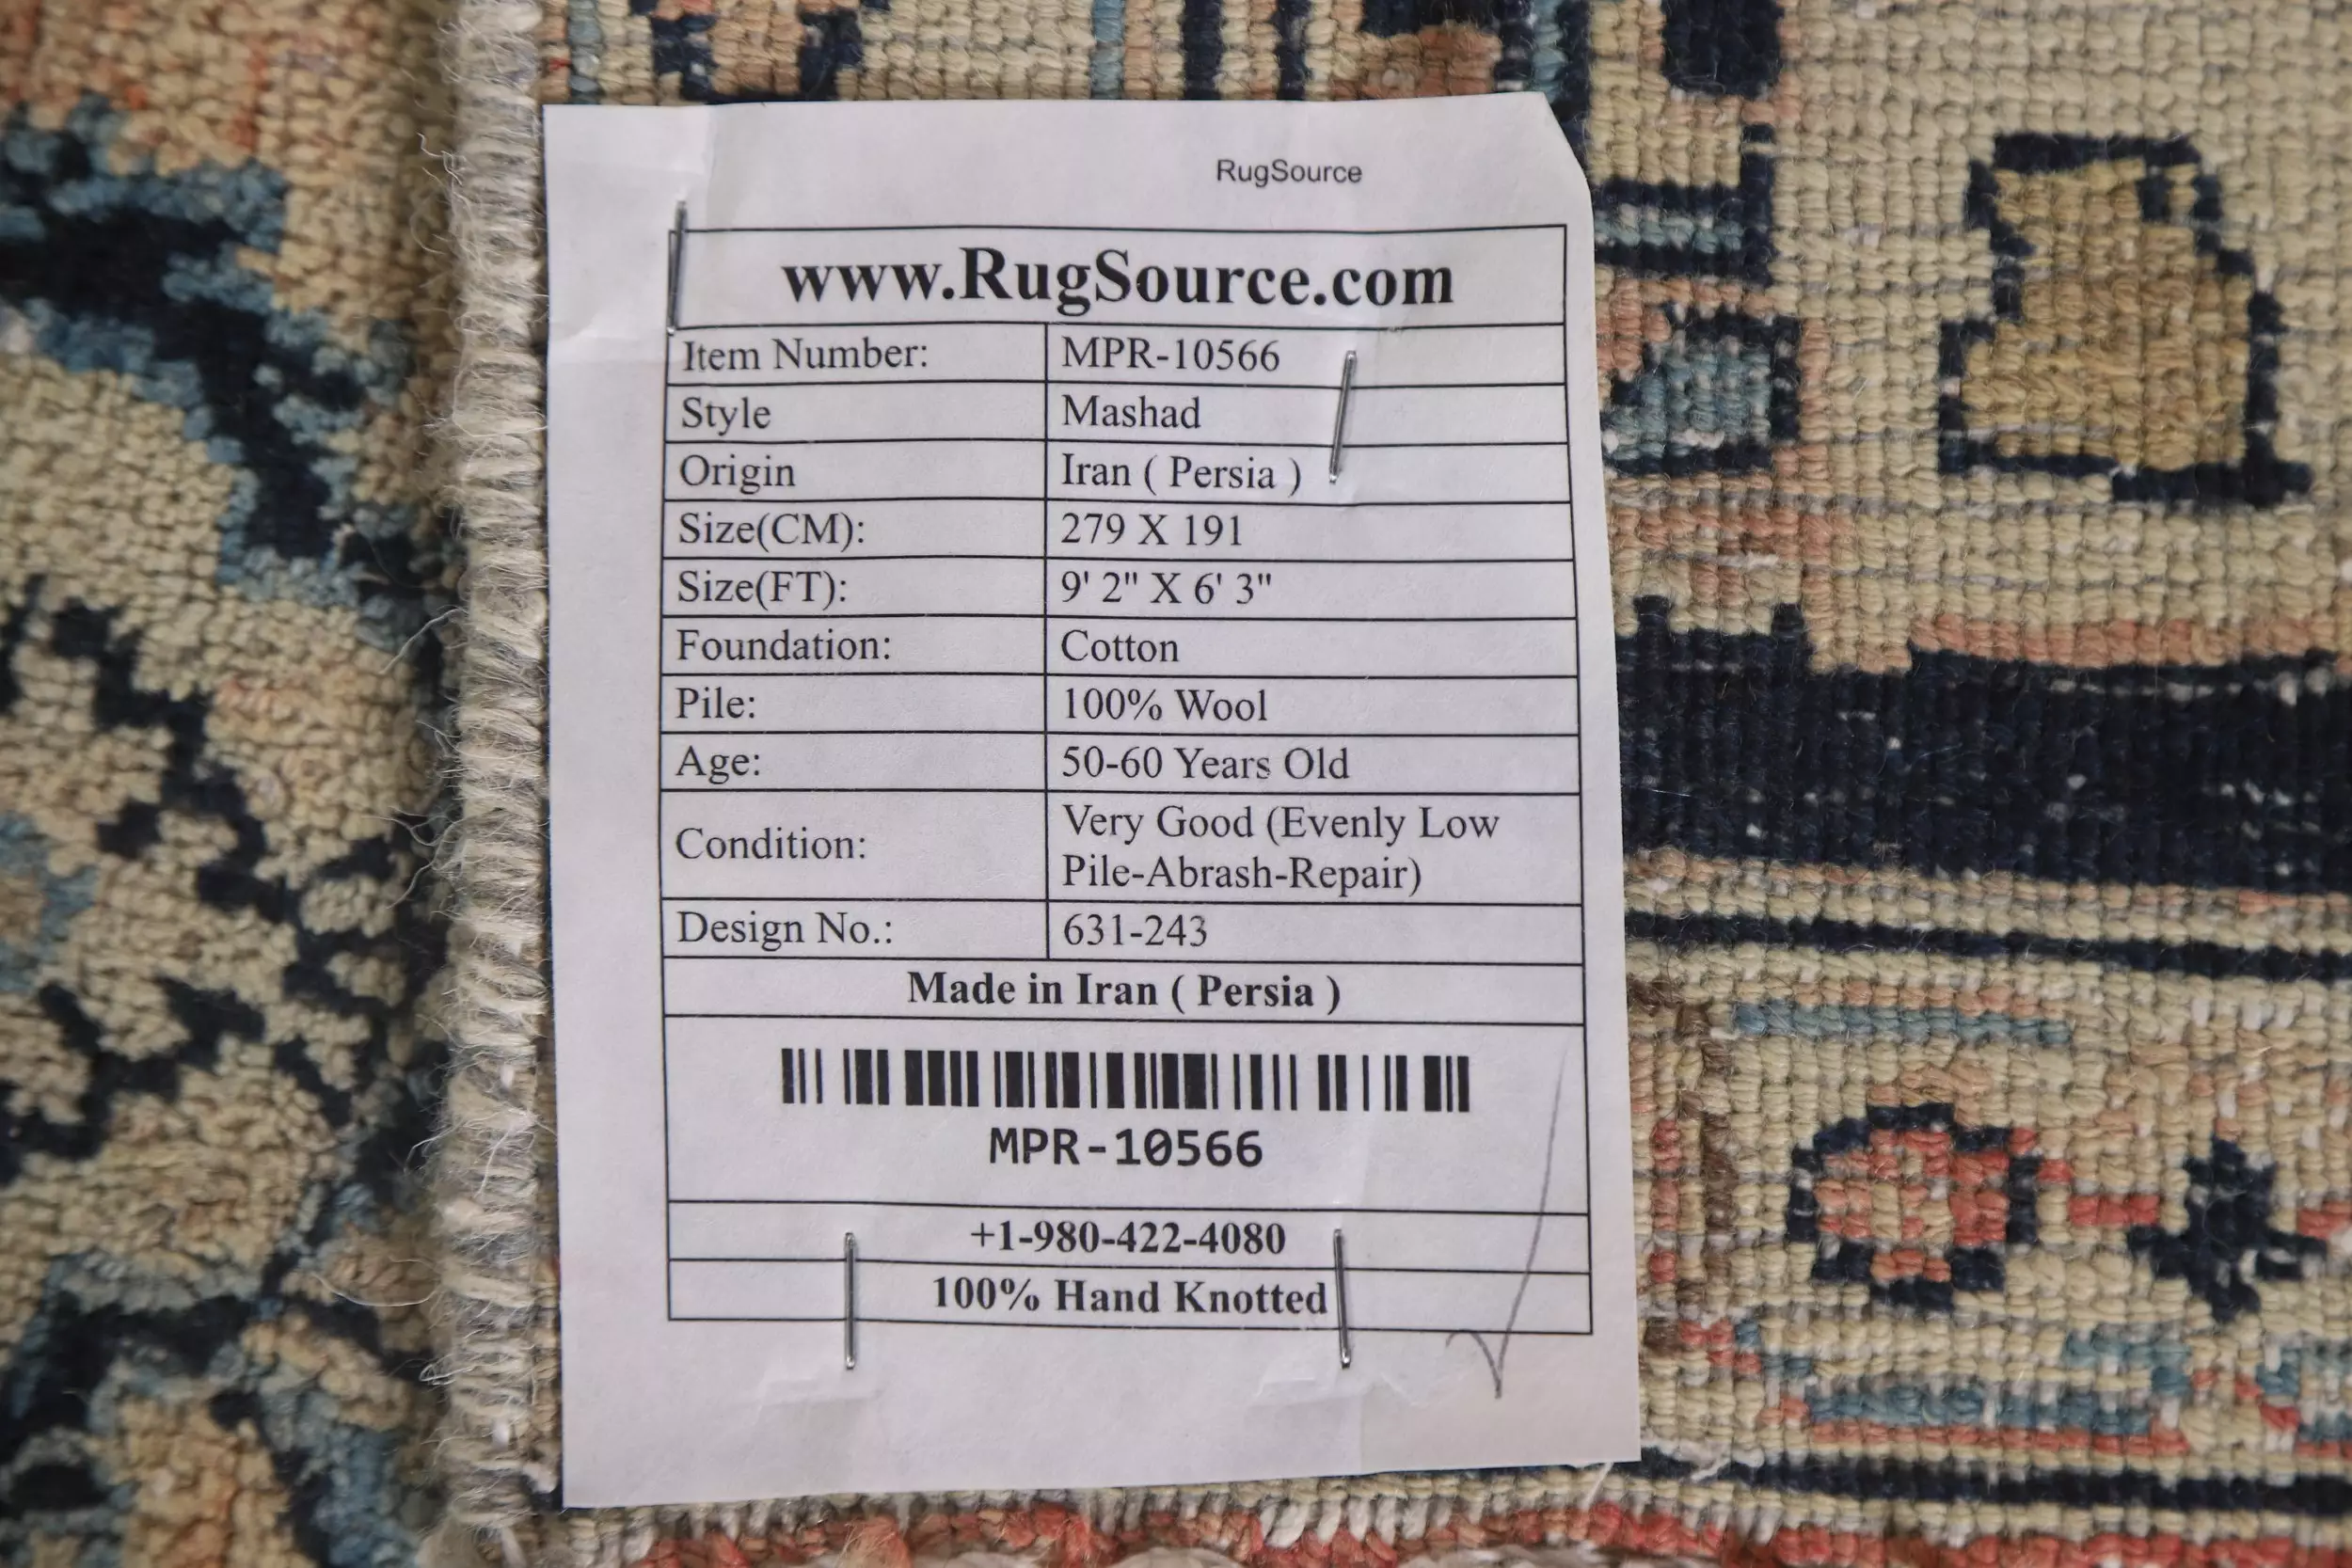 RugSource
www.RugSource.com
Item Number: MPR-10566
Style Mashad
Origin Iran ( Persia )
Size(CM): 279 X 191
Size(FT): 9' 2" X 6' 3"
Foundation: Cotton
Pile: 100% Wool
Age: 50-60 Years Old
Condition: Very Good (Evenly Low
Pile-Abrash-Repair)
Design No.: 631-243
Made in Iran ( Persia )
MPR-10566
+1-980-422-4080
100% Hand Knotted